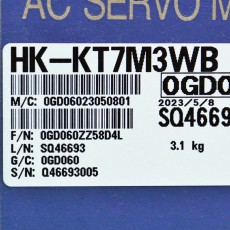 AC SERVO M
HK-KT7M3WB
0GD0
M/C: 0GD06023050801
2023/5/8
SQ4669
F/N: 0GD060ZZ58D4L
L/N: SQ46693
3.1 kg
G/N: 0GD060
S/N: Q46693005